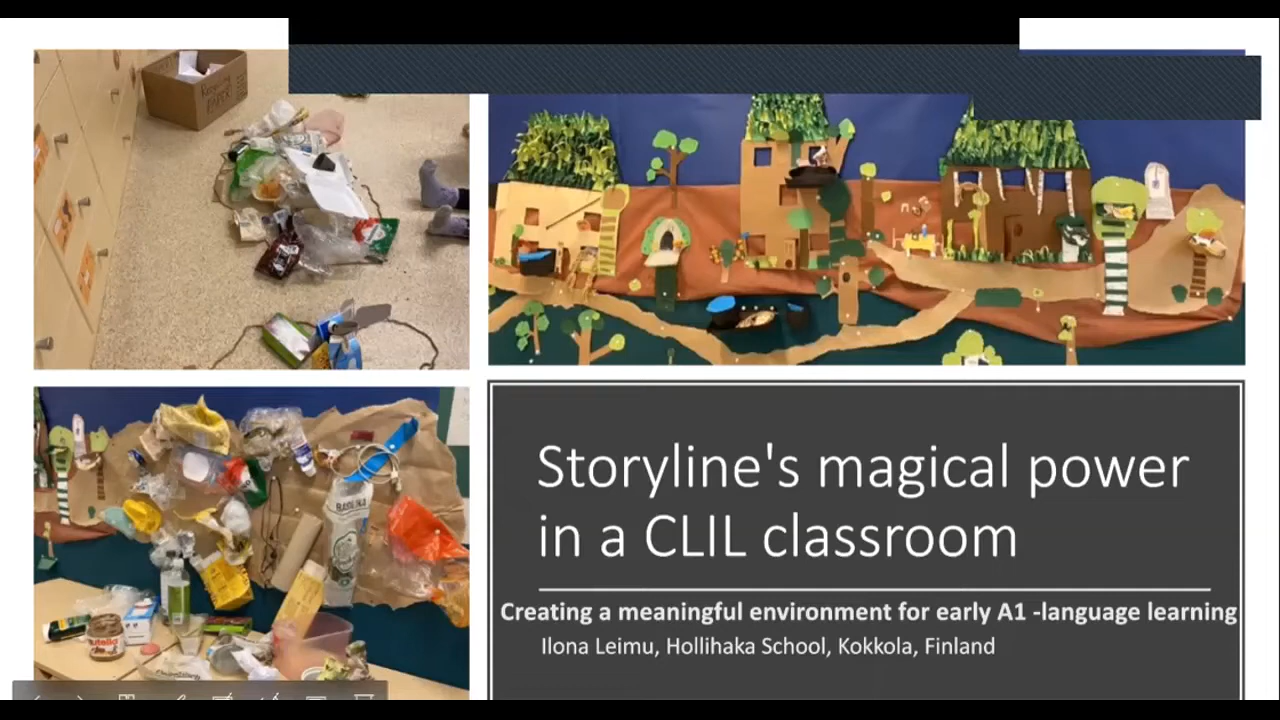 Storyline's magical power
in a CLIL classroom
Creating a meaningful environment for early A1 -language learning
Ilona Leimu, Hollihaka School, Kokkola, Finland
nutella